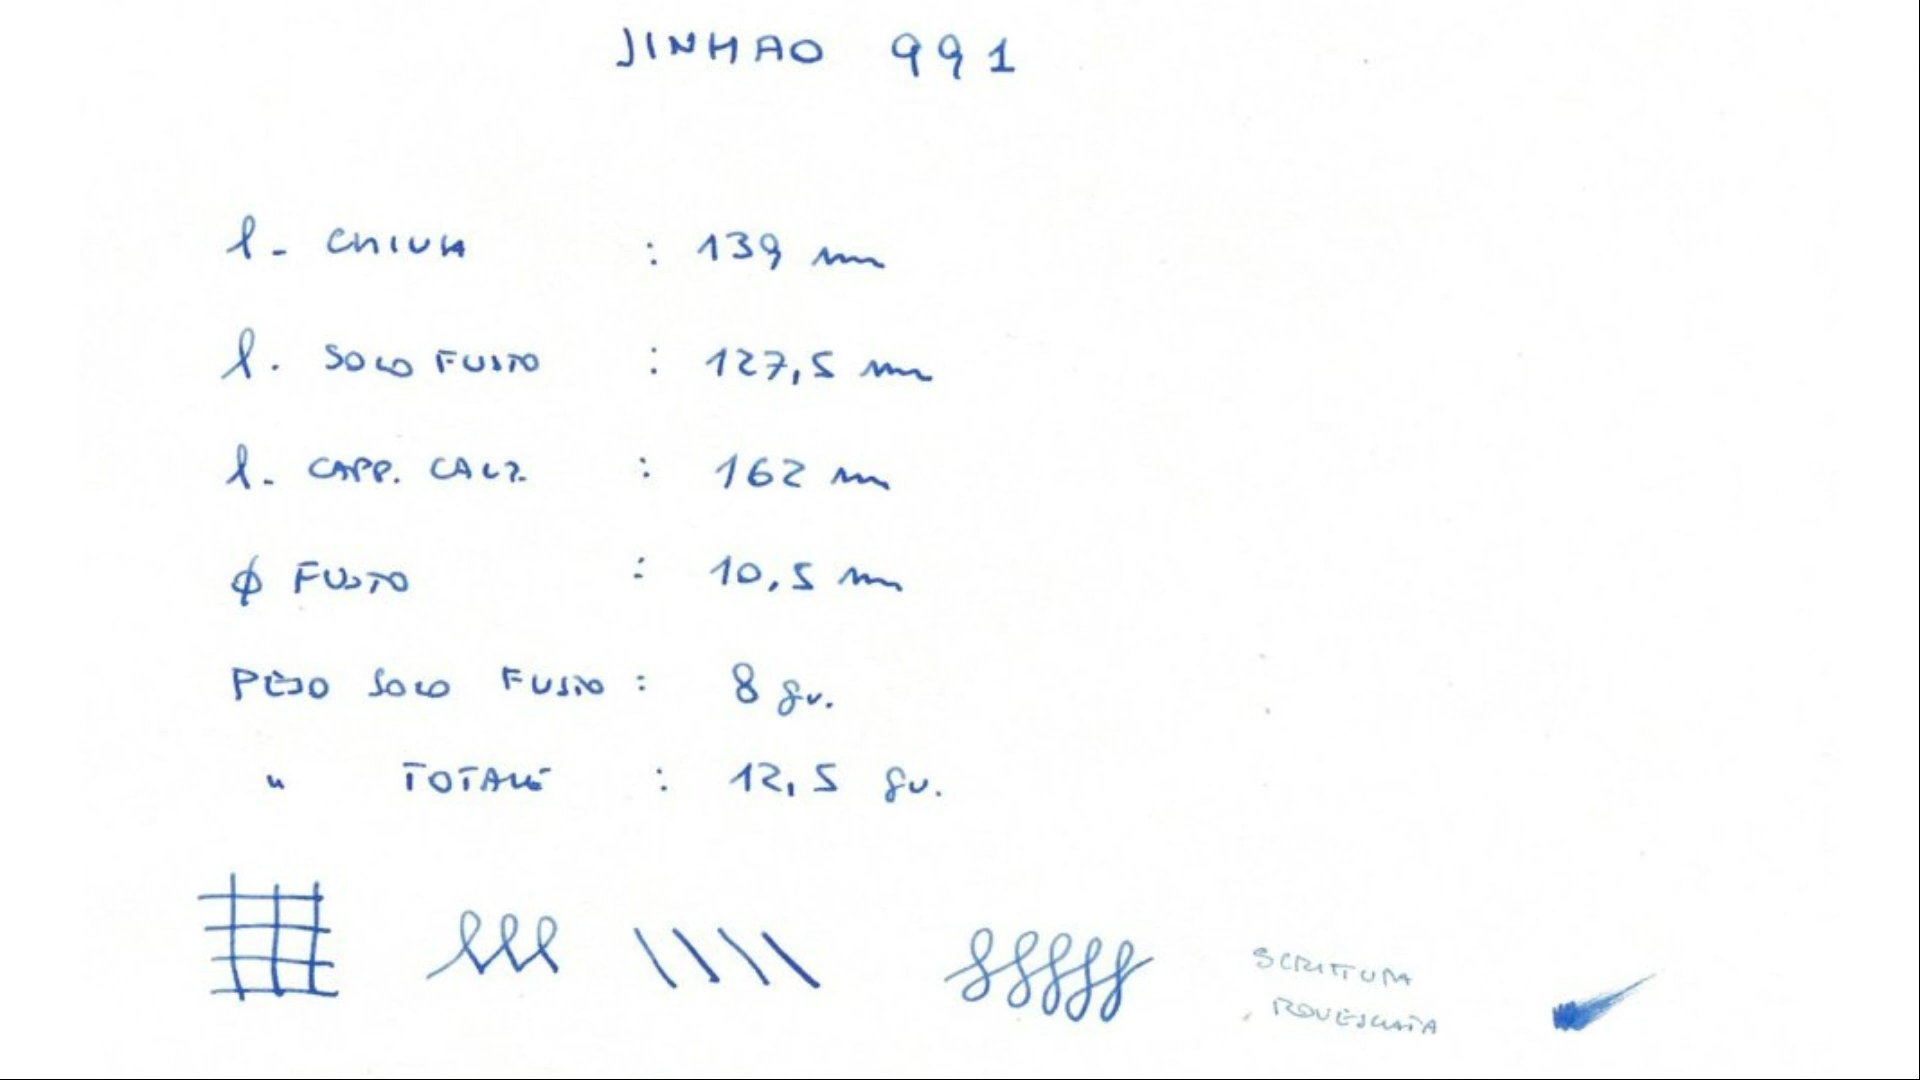 JINHAO 991
l. CHIUSA : 139 mm
l. SOLO FUSTO : 127,5 mm
l. CAPP. CALZ. : 162 mm
ϕ FUSTO : 10,5 mm
PESO SOLO FUSTO : 8 gr.
" TOTALE : 12,5 gr.
SCRITTURA
ROVESCIATA